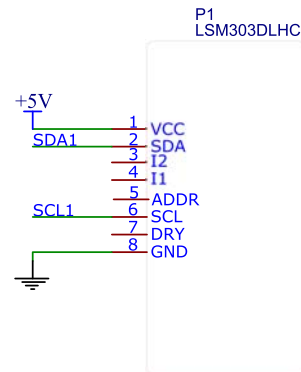 P1
LSM303DLHC
+5V
1 VCC
SDA1 2 SDA
3 I2
4 I1
5 ADDR
SCL1 6 SCL
7 DRY
8 GND